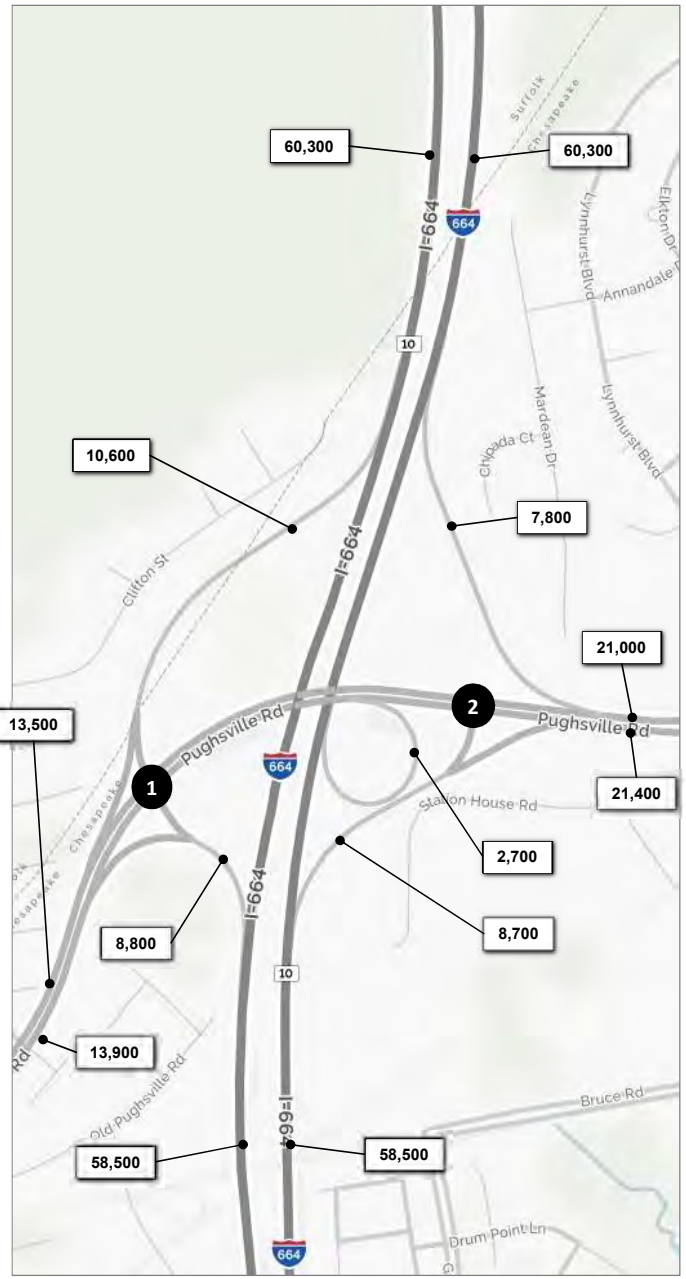 Suffolk
Chesapeake
60,300
60,300
I-664
664
Lynnhurst Blvd
Elkton Dr
Annandale
10
Mardean Dr
Lynnhurst Blvd
Chipada Ct
10,600
7,800
I-664
Clifton St
21,000
13,500
2
Pughsville Rd
Pughsville Rd
664
1
21,400
Station House Rd
Chesapeake
2,700
I-664
8,800
8,700
10
13,900
Rd
Old Pughsville Rd
Bruce Rd
I-664
58,500
58,500
Drum Point Ln
664
G